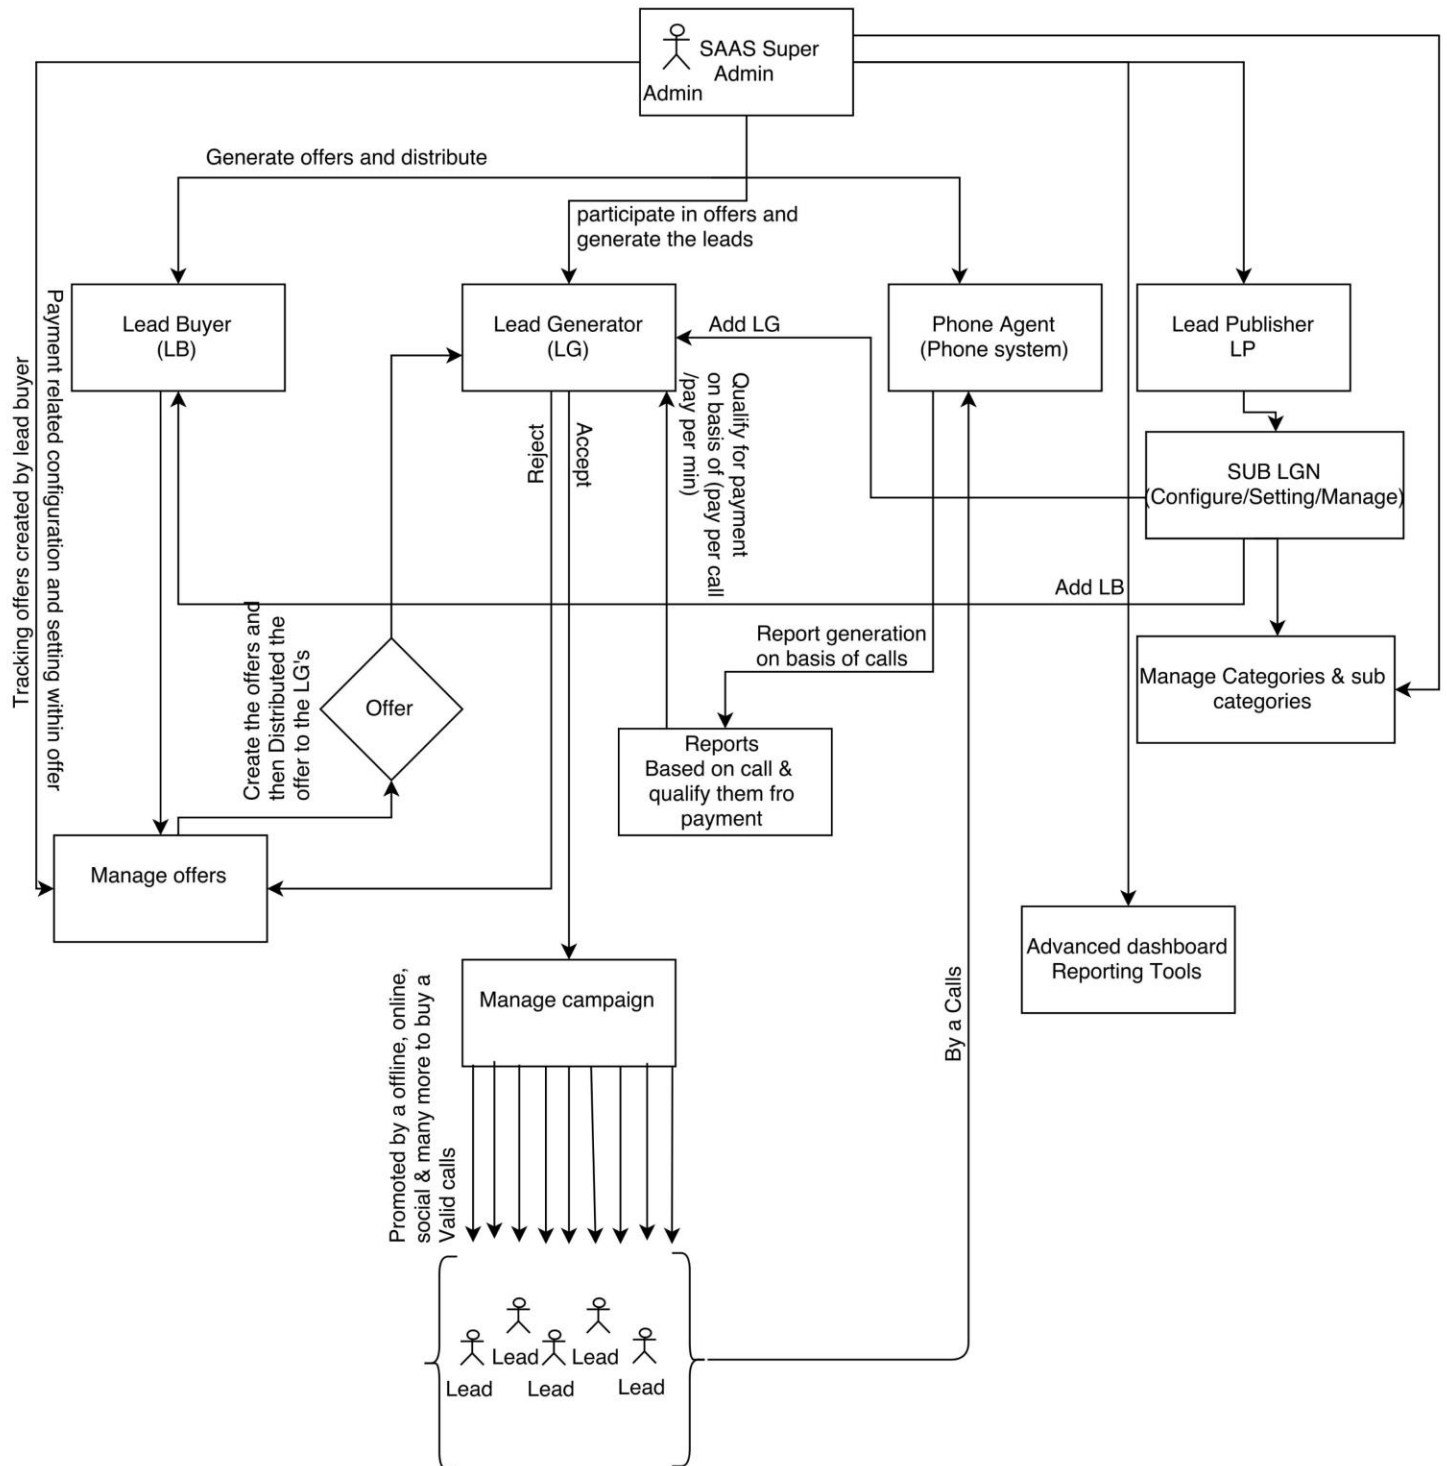 SAAS Super
Admin
Admin
Generate offers and distribute
participate in offers and
generate the leads
Lead Buyer
(LB)
Lead Generator
(LG)
Add LG
Phone Agent
(Phone system)
Lead Publisher
LP
Tracking offers created by lead buyer
Payment related configuration and setting within offer
Reject
Accept
Qualify for payment
on basis of (pay per call
/pay per min)
SUB LGN
(Configure/Setting/Manage)
Add LB
Create the offers and
then Distributed the
offer to the LG's
Offer
Report generation
on basis of calls
Manage Categories & sub
categories
Reports
Based on call &
qualify them fro
payment
Manage offers
Advanced dashboard
Reporting Tools
Manage campaign
By a Calls
Promoted by a offline, online,
social & many more to buy a
Valid calls
Lead
Lead
Lead
Lead
Lead